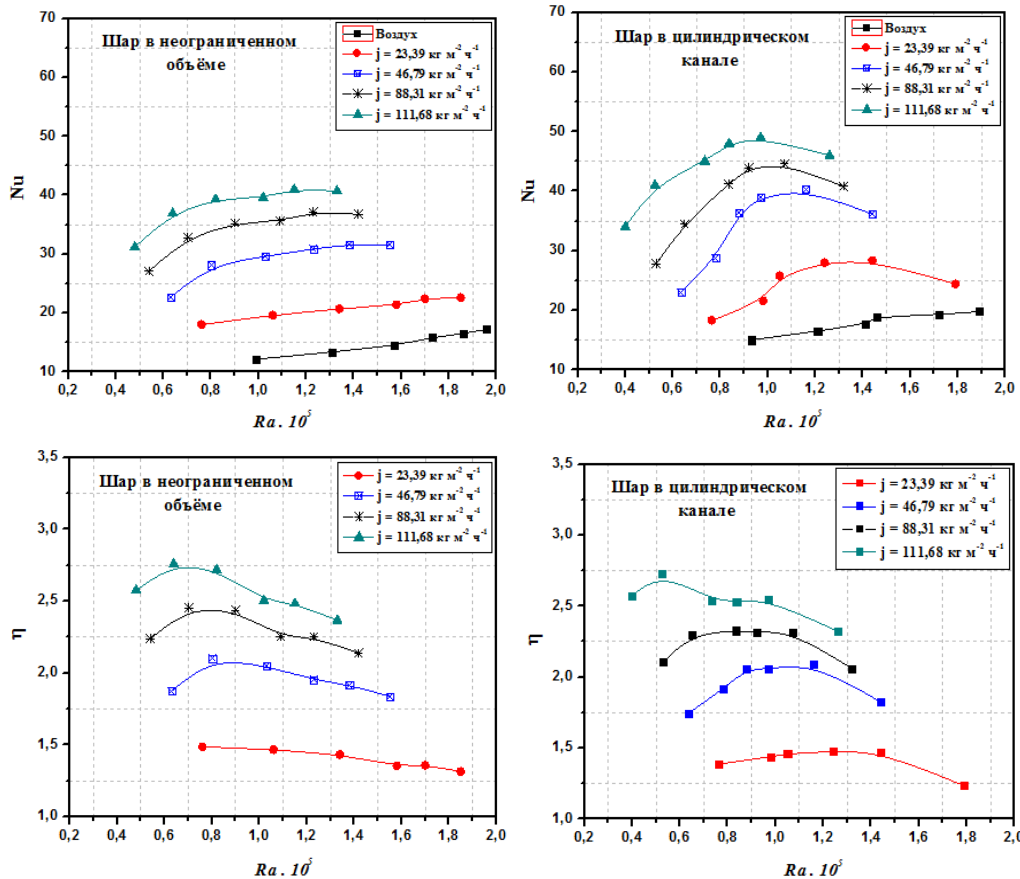 Шар в неограниченном
объёме
Воздух
j = 23,39 кг м⁻² ч⁻¹
j = 46,79 кг м⁻² ч⁻¹
j = 88,31 кг м⁻² ч⁻¹
j = 111,68 кг м⁻² ч⁻¹
70
60
50
40
30
20
10
Nu
0,2 0,4 0,6 0,8 1,0 1,2 1,4 1,6 1,8 2,0
Ra . 10⁵
Шар в цилиндрическом
канале
Воздух
j = 23,39 кг м⁻² ч⁻¹
j = 46,79 кг м⁻² ч⁻¹
j = 88,31 кг м⁻² ч⁻¹
j = 111,68 кг м⁻² ч⁻¹
70
60
50
40
30
20
10
Nu
0,2 0,4 0,6 0,8 1,0 1,2 1,4 1,6 1,8 2,0
Ra . 10⁵
Шар в неограниченном
объёме
j = 23,39 кг м⁻² ч⁻¹
j = 46,79 кг м⁻² ч⁻¹
j = 88,31 кг м⁻² ч⁻¹
j = 111,68 кг м⁻² ч⁻¹
3,5
3,0
2,5
2,0
1,5
1,0
η
0,2 0,4 0,6 0,8 1,0 1,2 1,4 1,6 1,8 2,0
Ra . 10⁵
Шар в цилиндрическом
канале
j = 23,39 кг м⁻² ч⁻¹
j = 46,79 кг м⁻² ч⁻¹
j = 88,31 кг м⁻² ч⁻¹
j = 111,68 кг м⁻² ч⁻¹
3,5
3,0
2,5
2,0
1,5
1,0
η
0,2 0,4 0,6 0,8 1,0 1,2 1,4 1,6 1,8 2,0
Ra . 10⁵